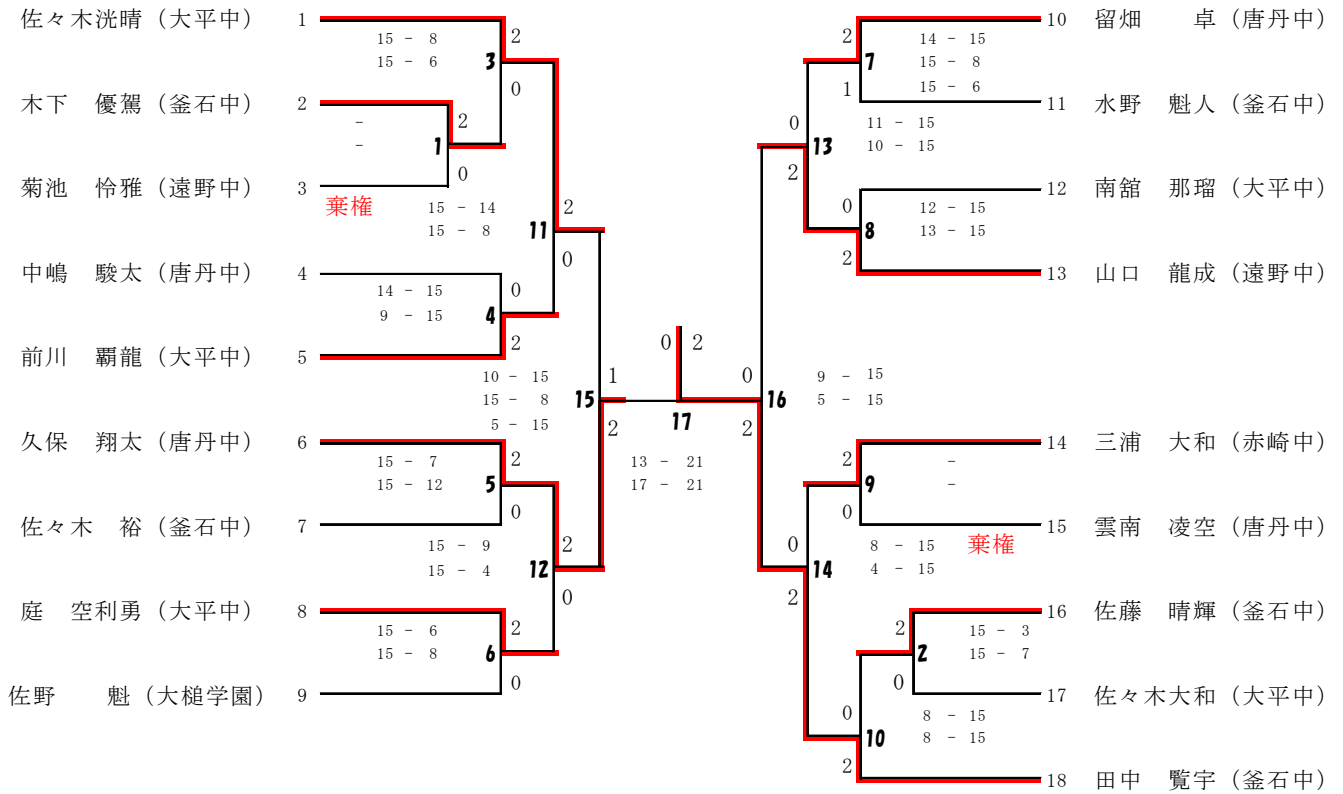 佐々木洸晴（大平中） 1
15 － 8
15 － 6
2
3
0
木下　優駕（釜石中） 2
－
－
2
1
0
菊池　怜雅（遠野中） 3
棄権
15 － 14
15 － 8
2
11
0
中嶋　駿太（唐丹中） 4
14 － 15
9 － 15
0
4
2
前川　覇龍（大平中） 5
10 － 15
15 － 8
5 － 15
1
15
2
久保　翔太（唐丹中） 6
15 － 7
15 － 12
2
5
0
佐々木　裕（釜石中） 7
15 － 9
15 － 4
2
12
0
庭　空利勇（大平中） 8
15 － 6
15 － 8
2
6
0
佐野　　魁（大槌学園） 9
0 2
17
13 － 21
17 － 21
10 留畑　　卓（唐丹中）
2
7
1
14 － 15
15 － 8
15 － 6
11 水野　魁人（釜石中）
0
13
2
11 － 15
10 － 15
12 南舘　那瑠（大平中）
0
8
2
12 － 15
13 － 15
13 山口　龍成（遠野中）
0
16
2
9 － 15
5 － 15
14 三浦　大和（赤崎中）
2
9
0
－
－
15 雲南　凌空（唐丹中）
棄権
0
14
2
8 － 15
4 － 15
16 佐藤　晴輝（釜石中）
2
2
0
15 － 3
15 － 7
17 佐々木大和（大平中）
0
10
2
8 － 15
8 － 15
18 田中　覧宇（釜石中）